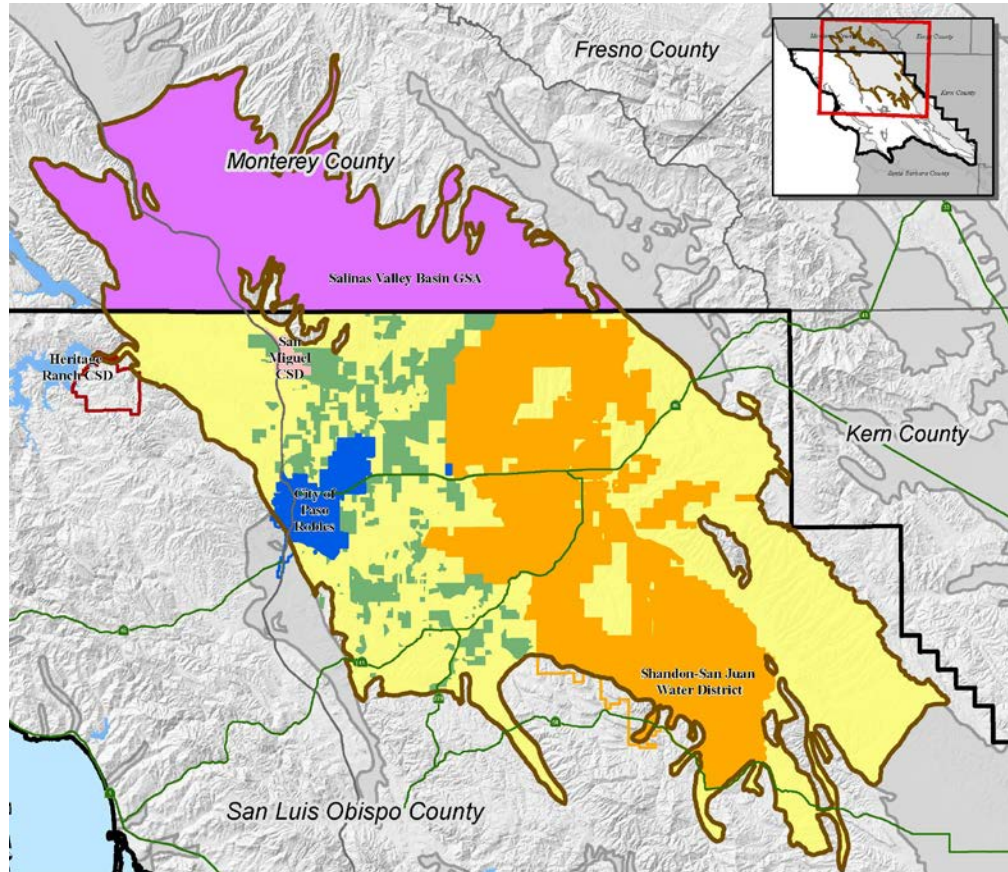 Fresno County
Kern County
Santa Barbara County
Monterey County
Salinas Valley Basin GSA
San
Miguel
CSD
Heritage
Ranch CSD
Kern County
City of
Paso
Robles
Shandon-San Juan
Water District
San Luis Obispo County